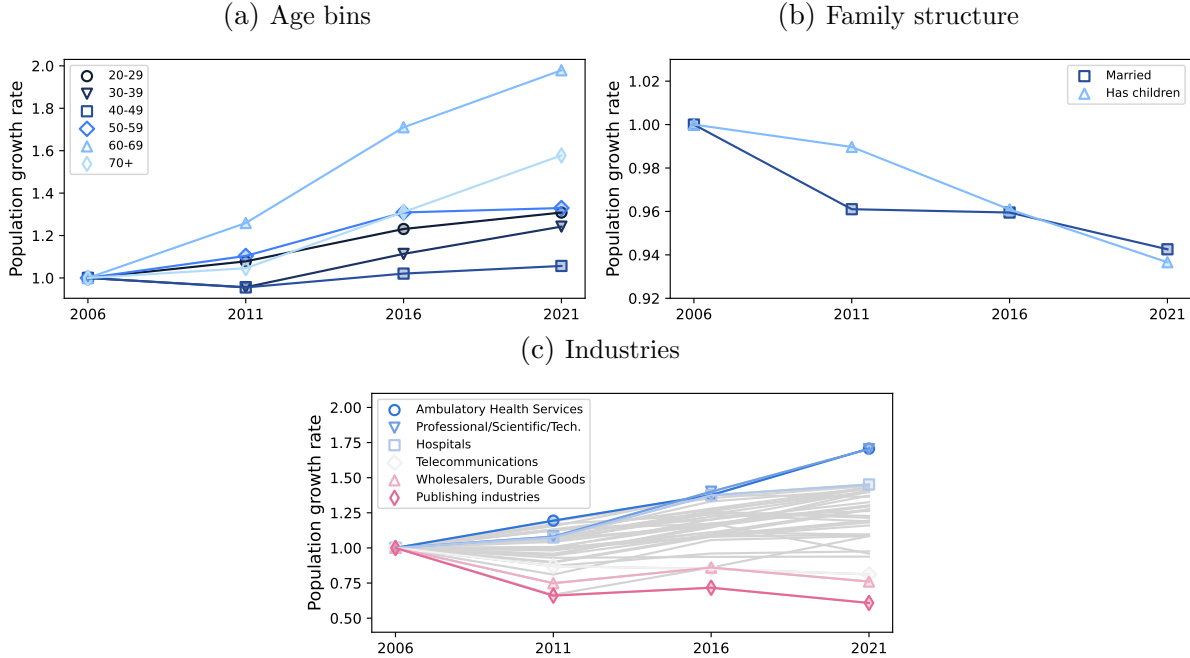 (a) Age bins
Population growth rate
2.0
1.8
1.6
1.4
1.2
1.0
20-29
30-39
40-49
50-59
60-69
70+
2006 2011 2016 2021
(b) Family structure
Population growth rate
1.02
1.00
0.98
0.96
0.94
0.92
Married
Has children
2006 2011 2016 2021
(c) Industries
Population growth rate
2.00
1.75
1.50
1.25
1.00
0.75
0.50
Ambulatory Health Services
Professional/Scientific/Tech.
Hospitals
Telecommunications
Wholesalers, Durable Goods
Publishing industries
2006 2011 2016 2021